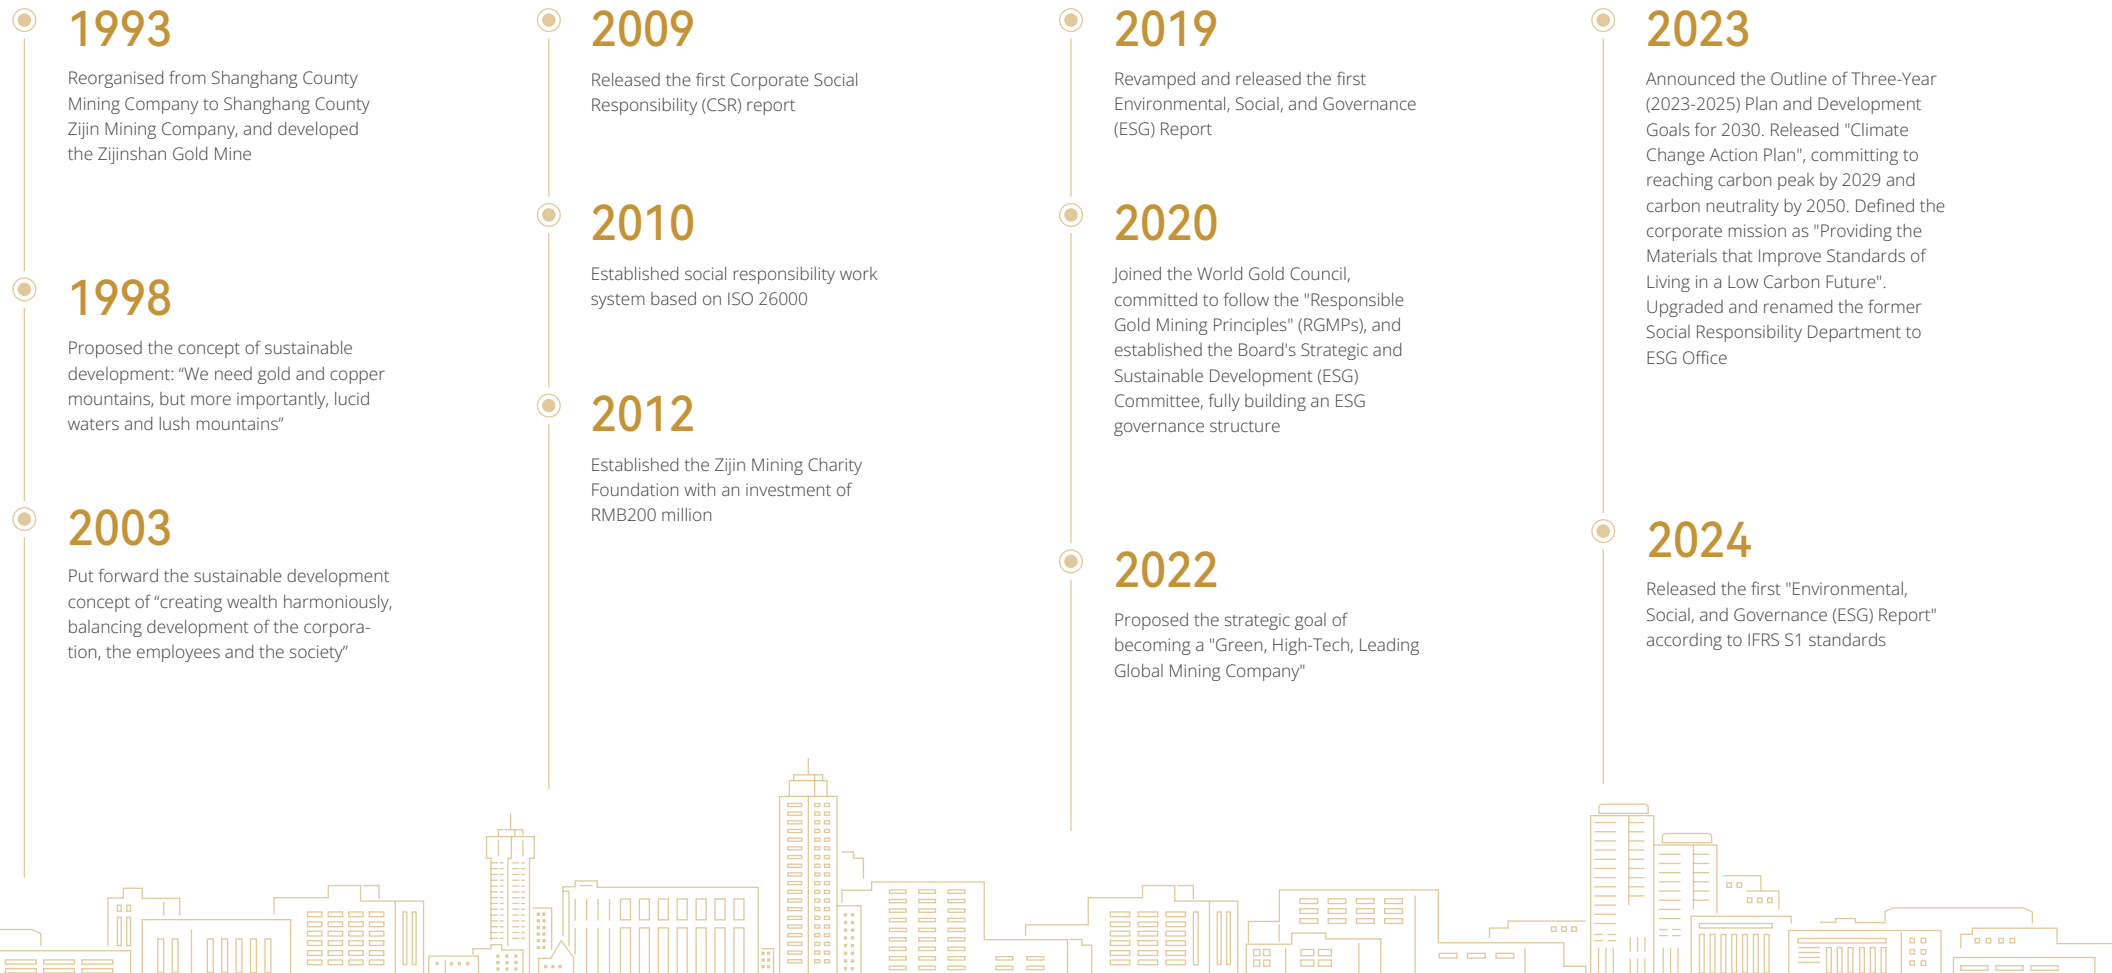 1993
Reorganised from Shanghang County
Mining Company to Shanghang County
Zijin Mining Company, and developed
the Zijinshan Gold Mine
1998
Proposed the concept of sustainable
development: “We need gold and copper
mountains, but more importantly, lucid
waters and lush mountains”
2003
Put forward the sustainable development
concept of “creating wealth harmoniously,
balancing development of the corpora-
tion, the employees and the society”
2009
Released the first Corporate Social
Responsibility (CSR) report
2010
Established social responsibility work
system based on ISO 26000
2012
Established the Zijin Mining Charity
Foundation with an investment of
RMB200 million
2019
Revamped and released the first
Environmental, Social, and Governance
(ESG) Report
2020
Joined the World Gold Council,
committed to follow the "Responsible
Gold Mining Principles" (RGMPs), and
established the Board's Strategic and
Sustainable Development (ESG)
Committee, fully building an ESG
governance structure
2022
Proposed the strategic goal of
becoming a "Green, High-Tech, Leading
Global Mining Company"
2023
Announced the Outline of Three-Year
(2023-2025) Plan and Development
Goals for 2030. Released "Climate
Change Action Plan", committing to
reaching carbon peak by 2029 and
carbon neutrality by 2050. Defined the
corporate mission as "Providing the
Materials that Improve Standards of
Living in a Low Carbon Future".
Upgraded and renamed the former
Social Responsibility Department to
ESG Office
2024
Released the first "Environmental,
Social, and Governance (ESG) Report"
according to IFRS S1 standards